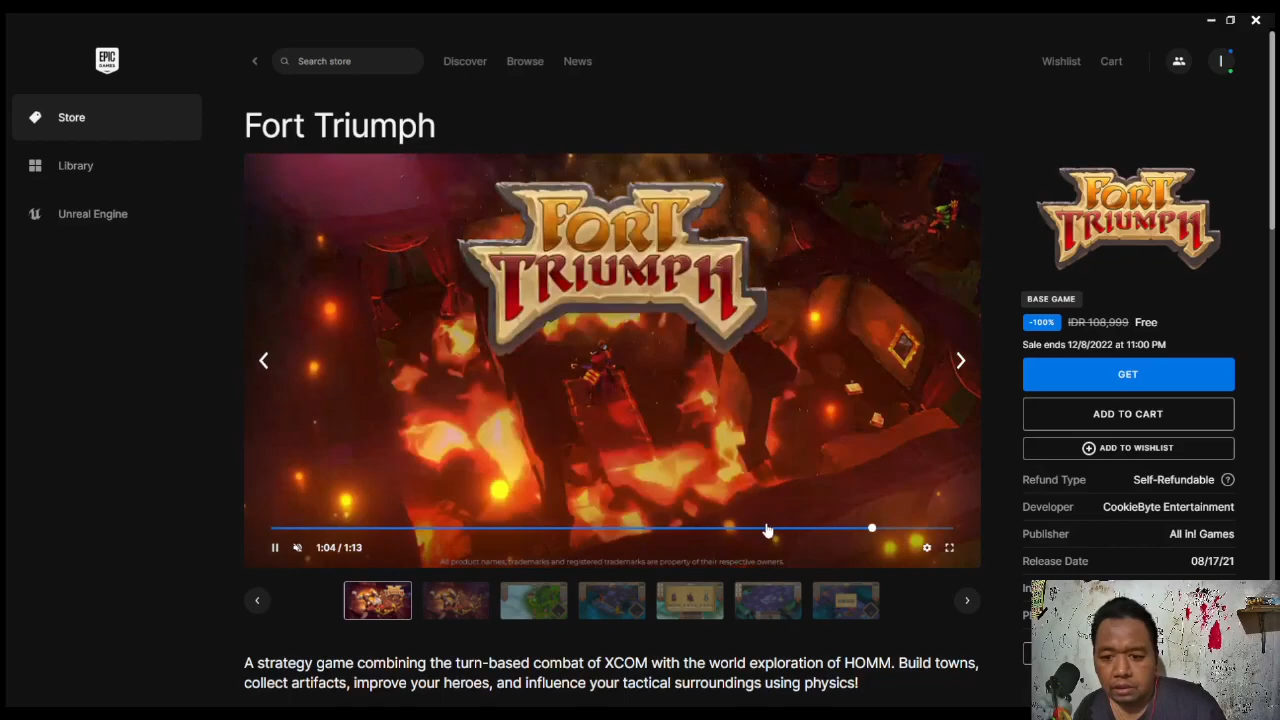 EPIC
GAMES
Search store
Discover
Browse
News
Wishlist
Cart
Store
Library
Unreal Engine
Fort Triumph
FORT
TRIUMPH
FORT
TRIUMPH
BASE GAME
-100%
IDR 108,999
Free
Sale ends 12/8/2022 at 11:00 PM
GET
ADD TO CART
ADD TO WISHLIST
Refund Type
Self-Refundable
Developer
CookieByte Entertainment
Publisher
All in! Games
Release Date
08/17/21
1:04 / 1:13
All product names, trademarks and registered trademarks are property of their respective owners.
A strategy game combining the turn-based combat of XCOM with the world exploration of HOMM. Build towns,
collect artifacts, improve your heroes, and influence your tactical surroundings using physics!